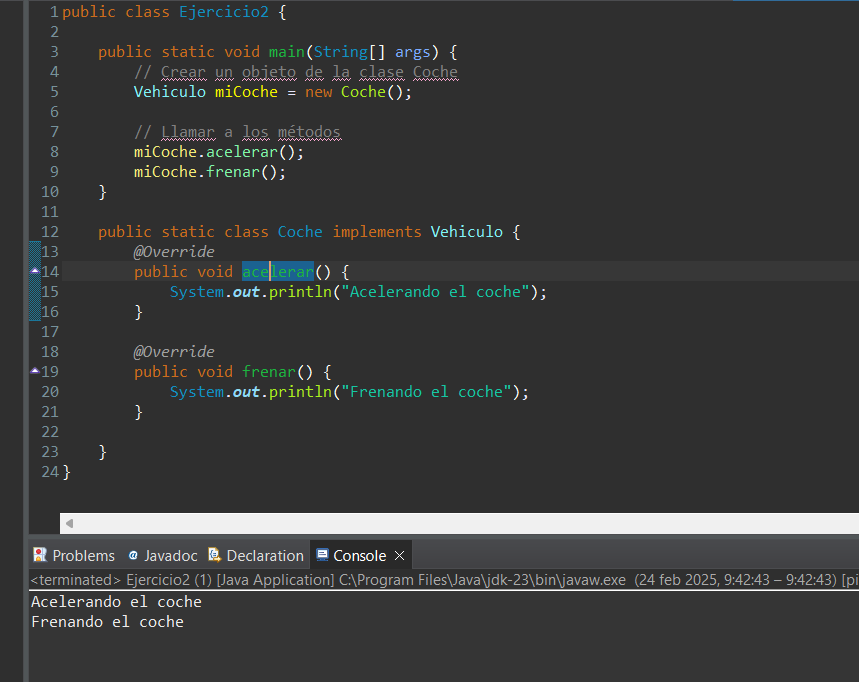 1 public class Ejercicio2 {
2
3 public static void main(String[] args) {
4 // Crear un objeto de la clase Coche
5 Vehiculo miCoche = new Coche();
6
7 // Llamar a los métodos
8 miCoche.acelerar();
9 miCoche.frenar();
10 }
11
12 public static class Coche implements Vehiculo {
13 @Override
14 public void acelerar() {
15 System.out.println("Acelerando el coche");
16 }
17
18 @Override
19 public void frenar() {
20 System.out.println("Frenando el coche");
21 }
22
23 }
24 }
Problems Javadoc Declaration Console
<terminated> Ejercicio2 (1) [Java Application] C:\Program Files\Java\jdk-23\bin\javaw.exe (24 feb 2025, 9:42:43 – 9:42:43) [pi
Acelerando el coche
Frenando el coche